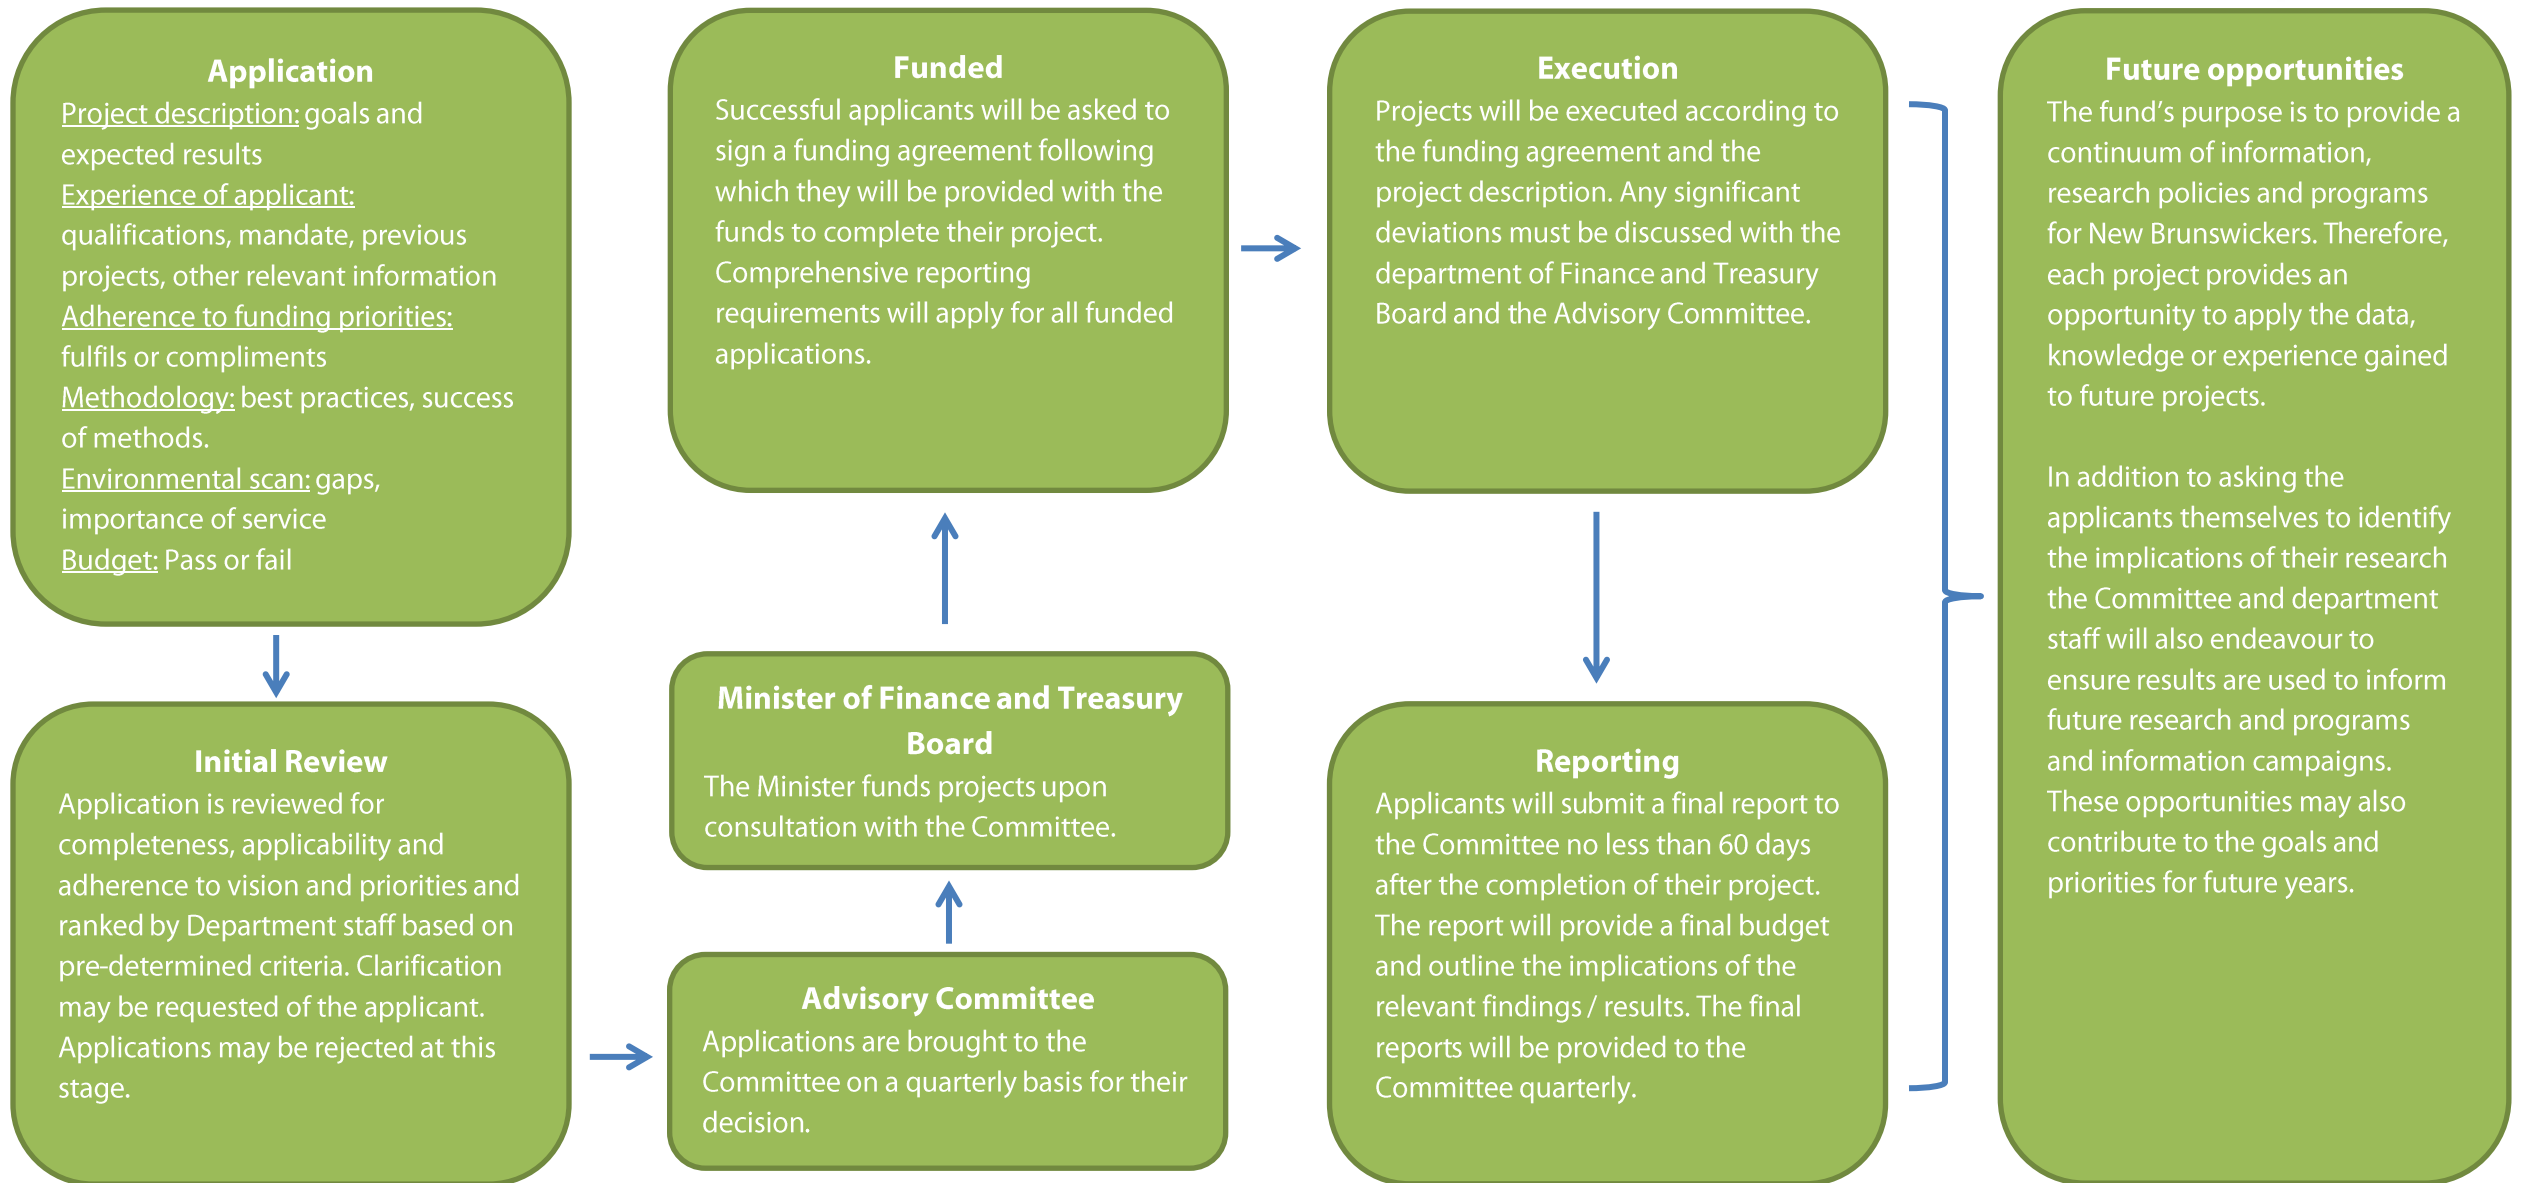 Application
Project description: goals and
expected results
Experience of applicant:
qualifications, mandate, previous
projects, other relevant information
Adherence to funding priorities:
fulfils or compliments
Methodology: best practices, success
of methods.
Environmental scan: gaps,
importance of service
Budget: Pass or fail
Initial Review
Application is reviewed for
completeness, applicability and
adherence to vision and priorities and
ranked by Department staff based on
pre-determined criteria. Clarification
may be requested of the applicant.
Applications may be rejected at this
stage.
Advisory Committee
Applications are brought to the
Committee on a quarterly basis for their
decision.
Minister of Finance and Treasury
Board
The Minister funds projects upon
consultation with the Committee.
Funded
Successful applicants will be asked to
sign a funding agreement following
which they will be provided with the
funds to complete their project.
Comprehensive reporting
requirements will apply for all funded
applications.
Execution
Projects will be executed according to
the funding agreement and the
project description. Any significant
deviations must be discussed with the
department of Finance and Treasury
Board and the Advisory Committee.
Reporting
Applicants will submit a final report to
the Committee no less than 60 days
after the completion of their project.
The report will provide a final budget
and outline the implications of the
relevant findings / results. The final
reports will be provided to the
Committee quarterly.
Future opportunities
The fund’s purpose is to provide a
continuum of information,
research policies and programs
for New Brunswickers. Therefore,
each project provides an
opportunity to apply the data,
knowledge or experience gained
to future projects.
In addition to asking the
applicants themselves to identify
the implications of their research
the Committee and department
staff will also endeavour to
ensure results are used to inform
future research and programs
and information campaigns.
These opportunities may also
contribute to the goals and
priorities for future years.